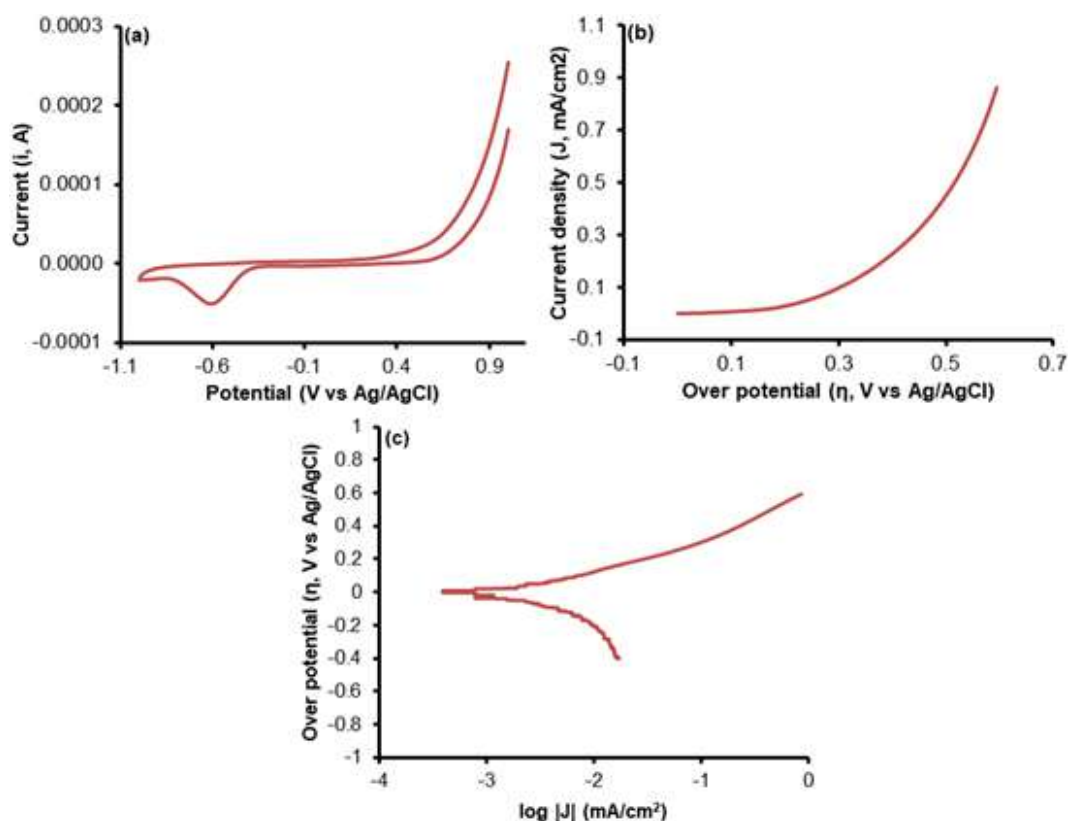 (a)
Current (i, A)
0.0003
0.0002
0.0001
0.0000
-0.0001
-1.1 -0.6 -0.1 0.4 0.9
Potential (V vs Ag/AgCl)
(b)
Current density (J, mA/cm2)
1.1
0.9
0.7
0.5
0.3
0.1
-0.1
-0.1 0.1 0.3 0.5 0.7
Over potential (η, V vs Ag/AgCl)
(c)
Over potential (η, V vs Ag/AgCl)
1
0.8
0.6
0.4
0.2
0
-0.2
-0.4
-0.6
-0.8
-1
-4 -3 -2 -1 0
log |J| (mA/cm²)